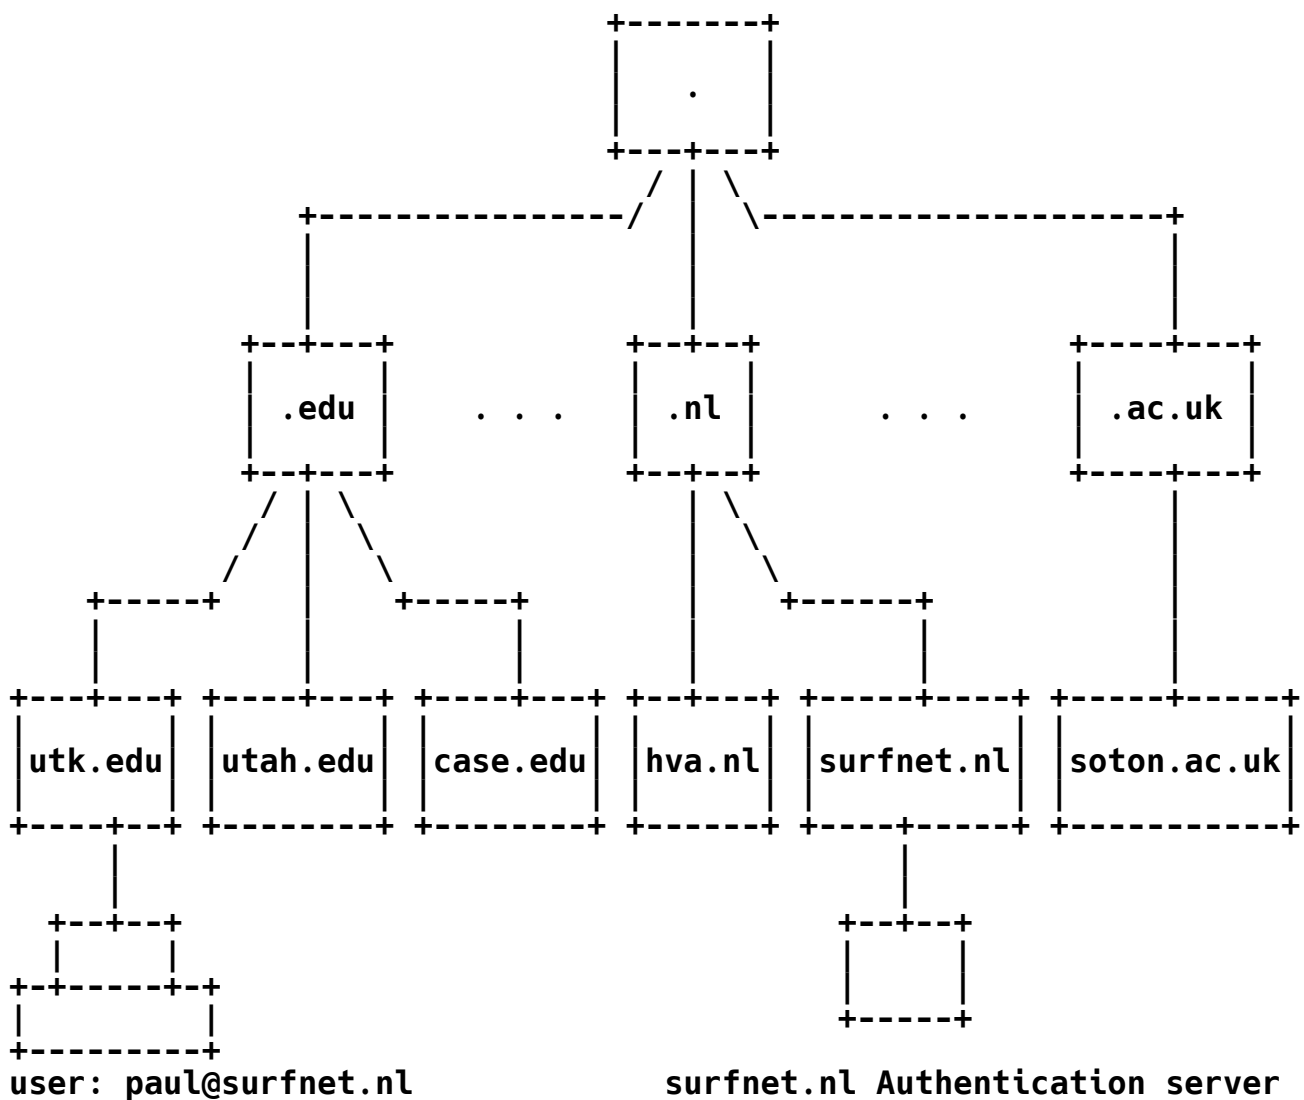 .
.edu . . . .nl . . . .ac.uk
utk.edu utah.edu case.edu hva.nl surfnet.nl soton.ac.uk
user: paul@surfnet.nl surfnet.nl Authentication server